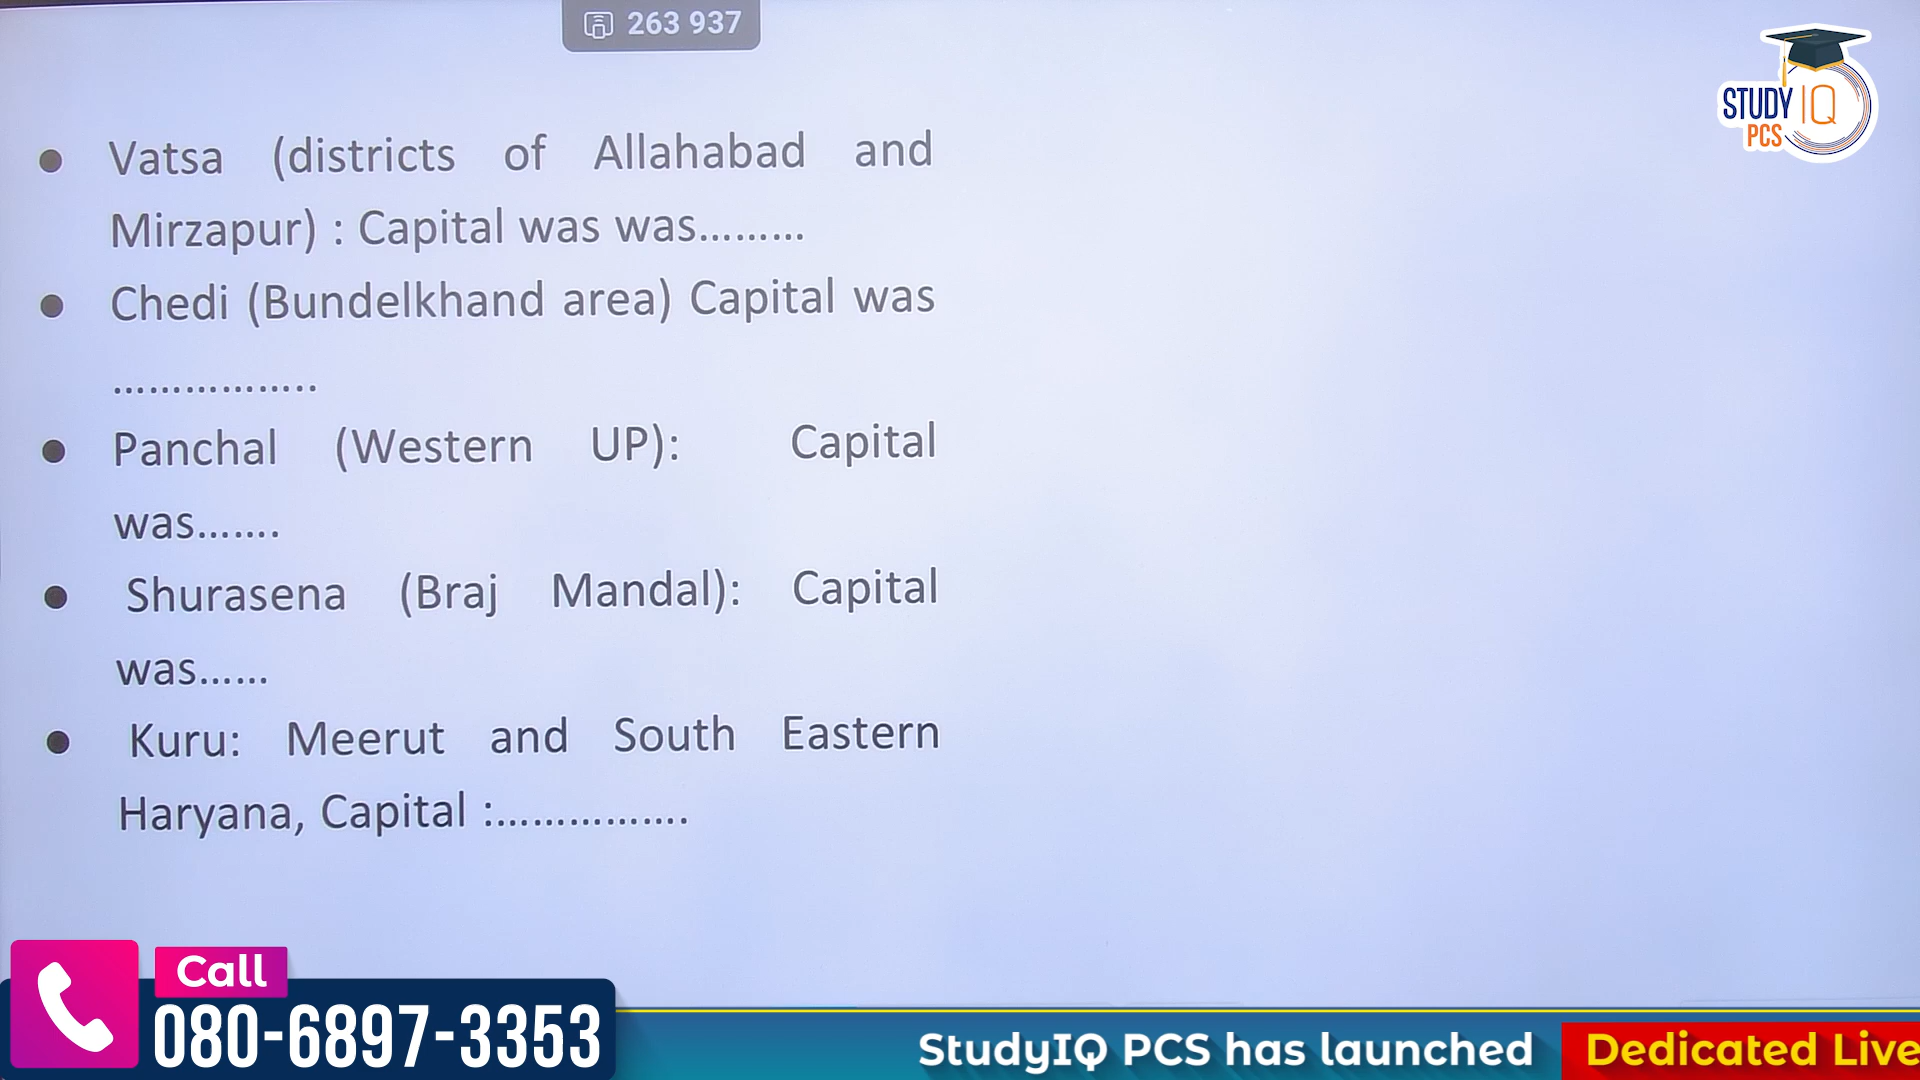 263 937
STUDY IQ
PCS
● Vatsa (districts of Allahabad and
Mirzapur) : Capital was was.........
● Chedi (Bundelkhand area) Capital was
.................
● Panchal (Western UP): Capital
was.......
● Shurasena (Braj Mandal): Capital
was......
● Kuru: Meerut and South Eastern
Haryana, Capital :................
Call
080-6897-3353
StudyIQ PCS has launched Dedicated Live